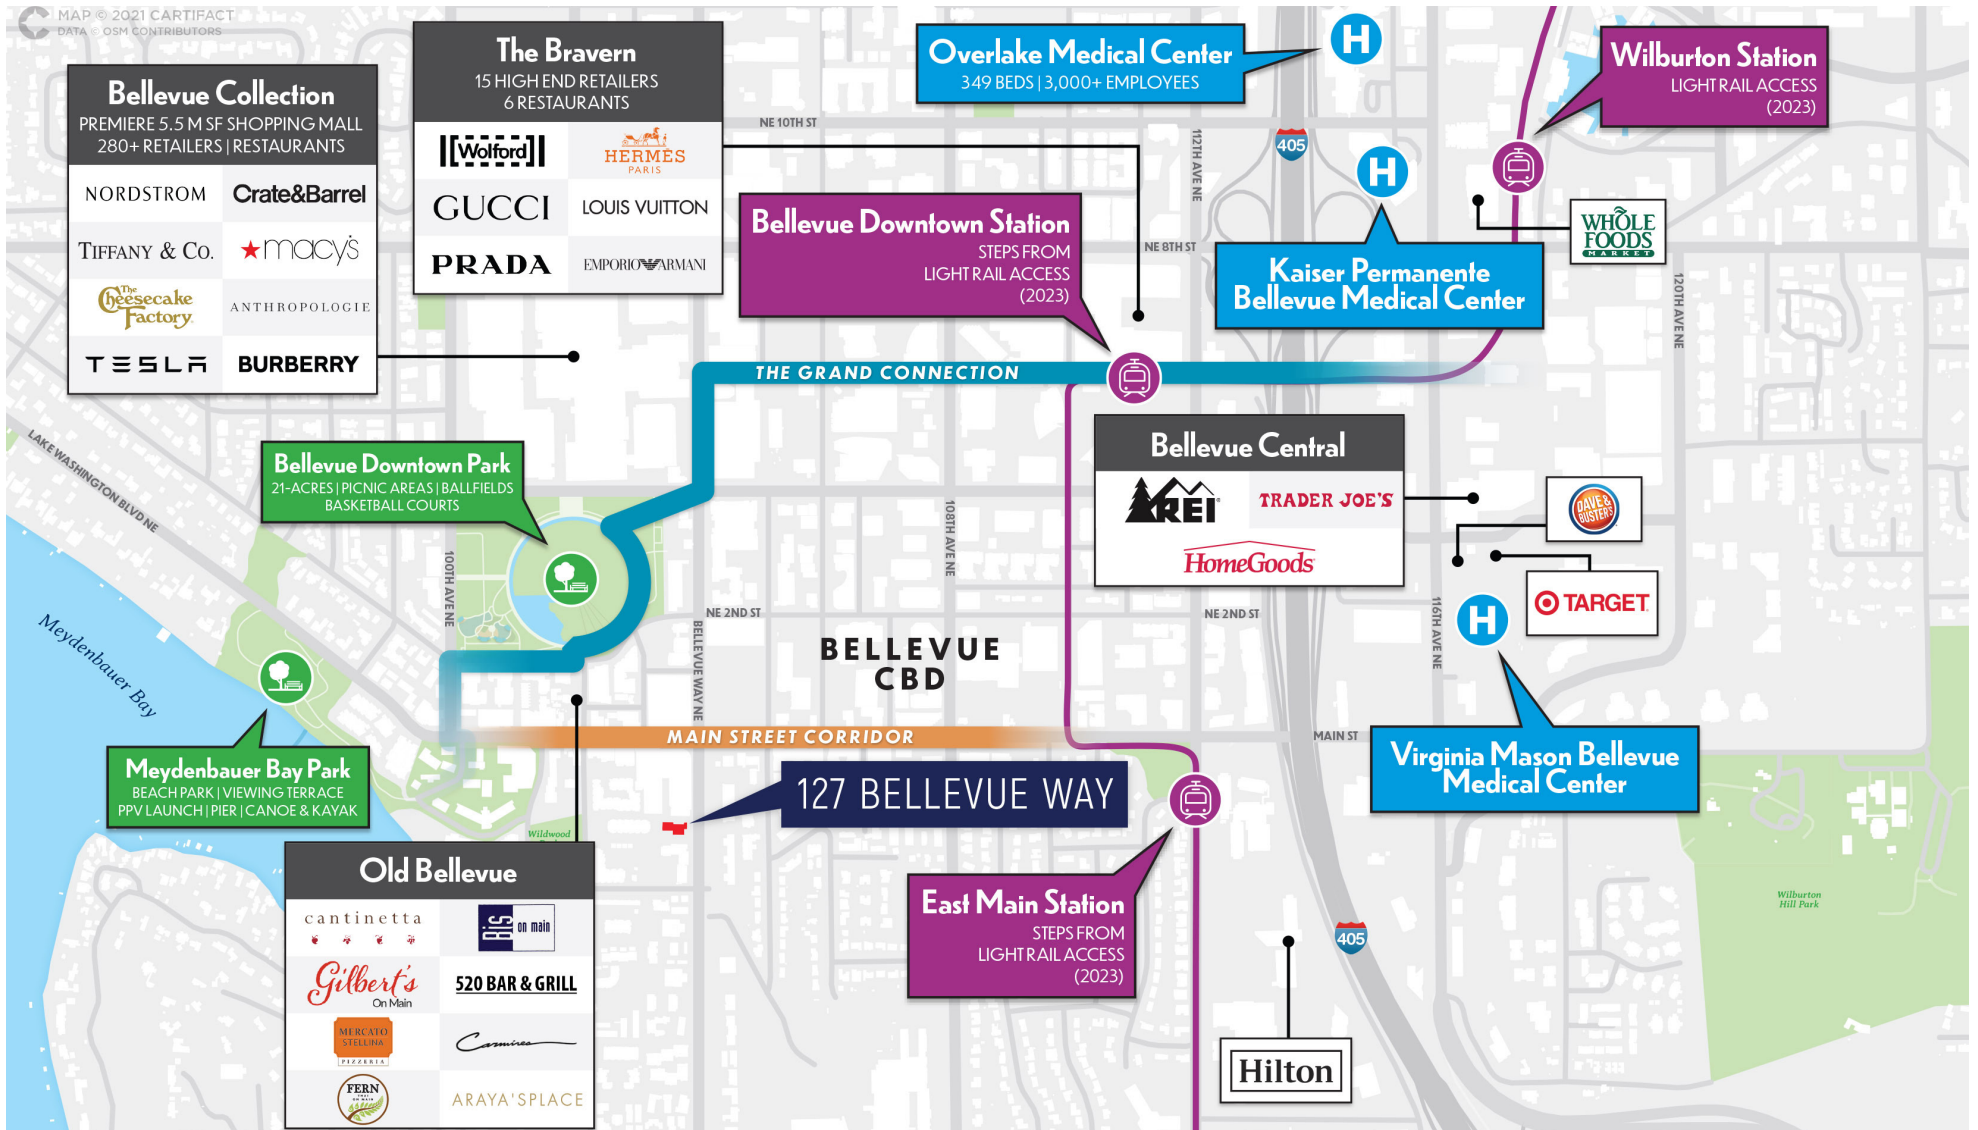 MAP © 2021 CARTIFACT
DATA © OSM CONTRIBUTORS
Bellevue Collection
PREMIERE 5.5 M SF SHOPPING MALL
280+ RETAILERS | RESTAURANTS
NORDSTROM
Crate&Barrel
TIFFANY & CO.
macy's
The Cheesecake Factory
ANTHROPOLOGIE
TESLA
BURBERRY
The Bravern
15 HIGH END RETAILERS
6 RESTAURANTS
Wolford
HERMÈS
PARIS
GUCCI
LOUIS VUITTON
PRADA
EMPORIO ARMANI
Overlake Medical Center
349 BEDS | 3,000+ EMPLOYEES
H
Wilburton Station
LIGHT RAIL ACCESS
(2023)
NE 10TH ST
112TH AVE NE
405
H
Bellevue Downtown Station
STEPS FROM
LIGHT RAIL ACCESS
(2023)
NE 8TH ST
Kaiser Permanente
Bellevue Medical Center
WHOLE
FOODS
MARKET
120TH AVE NE
THE GRAND CONNECTION
LAKE WASHINGTON BLVD NE
Bellevue Downtown Park
21-ACRES | PICNIC AREAS | BALLFIELDS
BASKETBALL COURTS
Bellevue Central
REI
TRADER JOE'S
HomeGoods
DAVE &
BUSTER'S
TARGET
100TH AVE NE
108TH AVE NE
NE 2ND ST
NE 2ND ST
116TH AVE NE
H
BELLEVUE WAY NE
BELLEVUE
CBD
Meydenbauer Bay
MAIN STREET CORRIDOR
MAIN ST
Virginia Mason Bellevue
Medical Center
Meydenbauer Bay Park
BEACH PARK | VIEWING TERRACE
PPV LAUNCH | PIER | CANOE & KAYAK
127 BELLEVUE WAY
Wildwood
Old Bellevue
cantinetta
BiS on main
Gilbert's
On Main
520 BAR & GRILL
MERCATO
STELLINA
PIZZERIA
Carmines
FERN
THAI
ON MAIN
ARAYA'S PLACE
East Main Station
STEPS FROM
LIGHT RAIL ACCESS
(2023)
405
Wilburton
Hill Park
Hilton